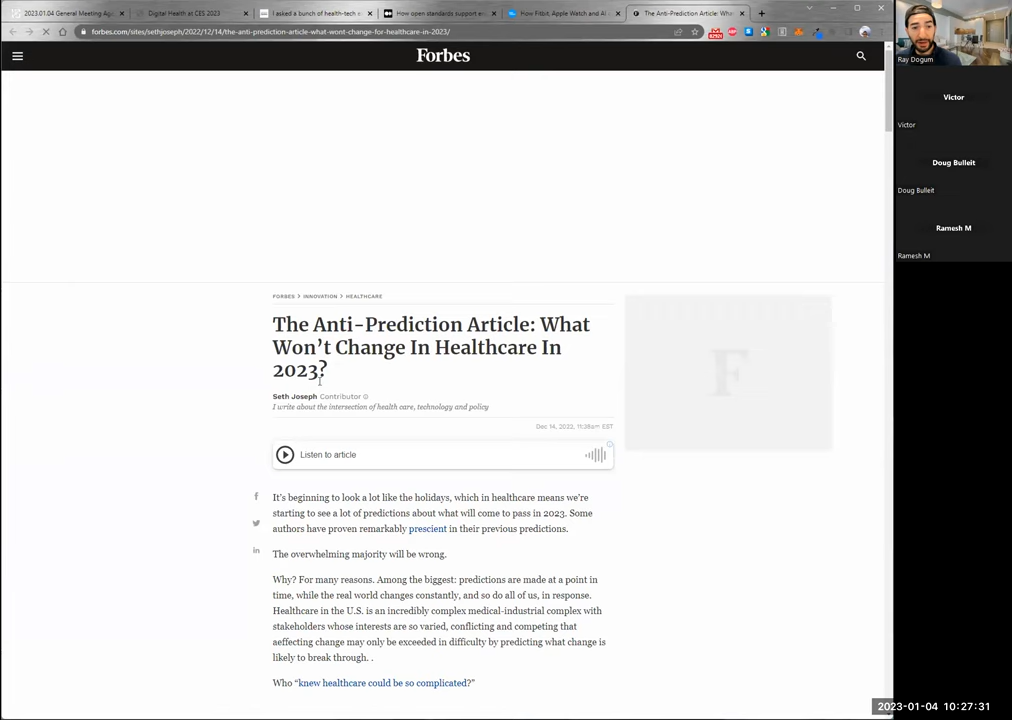 2023.01.04 General Meeting Ag
Digital Health at CES 2023
I asked a bunch of health-tech e
How open standards support e
How Fitbit, Apple Watch and AI
The Anti-Prediction Article: Wh
forbes.com/sites/sethjoseph/2022/12/14/the-anti-prediction-article-what-wont-change-for-healthcare-in-2023/
Forbes
FORBES > INNOVATION > HEALTHCARE
The Anti-Prediction Article: What
Won't Change In Healthcare In
2023?
Seth Joseph Contributor
I write about the intersection of health care, technology and policy
Dec 14, 2022, 11:38am EST
Listen to article
It's beginning to look a lot like the holidays, which in healthcare means we're
starting to see a lot of predictions about what will come to pass in 2023. Some
authors have proven remarkably prescient in their previous predictions.
The overwhelming majority will be wrong.
Why? For many reasons. Among the biggest: predictions are made at a point in
time, while the real world changes constantly, and so do all of us, in response.
Healthcare in the U.S. is an incredibly complex medical-industrial complex with
stakeholders whose interests are so varied, conflicting and competing that
aeffecting change may only be exceeded in difficulty by predicting what change is
likely to break through. .
Who "knew healthcare could be so complicated?"
Ray Dogum
Victor
Victor
Doug Bulleit
Doug Bulleit
Ramesh M
Ramesh M
2023-01-04 10:27:31